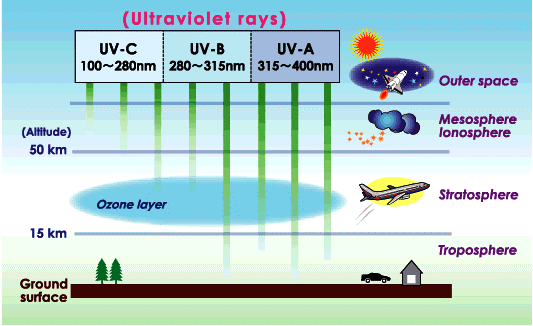 (Ultraviolet rays)
UV-C
100～280nm
UV-B
280～315nm
UV-A
315～400nm
Outer space
Mesosphere
Ionosphere
(Altitude)
50 km
Stratosphere
Ozone layer
15 km
Troposphere
Ground
surface